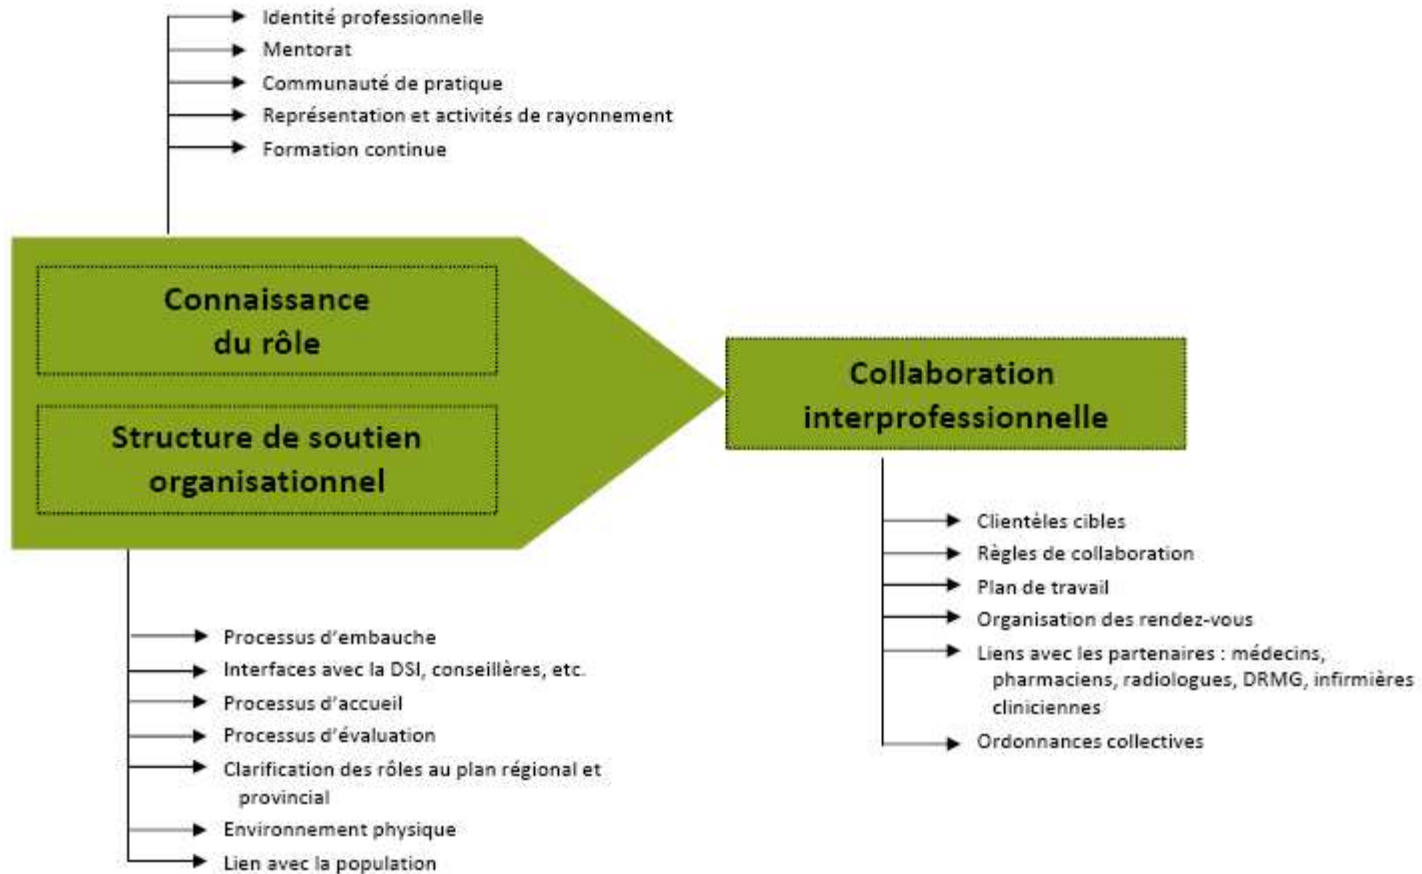 Identité professionnelle
Mentorat
Communauté de pratique
Représentation et activités de rayonnement
Formation continue
Connaissance
du rôle
Structure de soutien
organisationnel
Collaboration
interprofessionnelle
Processus d'embauche
Interfaces avec la DSI, conseillères, etc.
Processus d'accueil
Processus d'évaluation
Clarification des rôles au plan régional et
provincial
Environnement physique
Lien avec la population
Clientèles cibles
Règles de collaboration
Plan de travail
Organisation des rendez-vous
Liens avec les partenaires : médecins,
pharmaciens, radiologues, DRMG, infirmières
cliniciennes
Ordonnances collectives